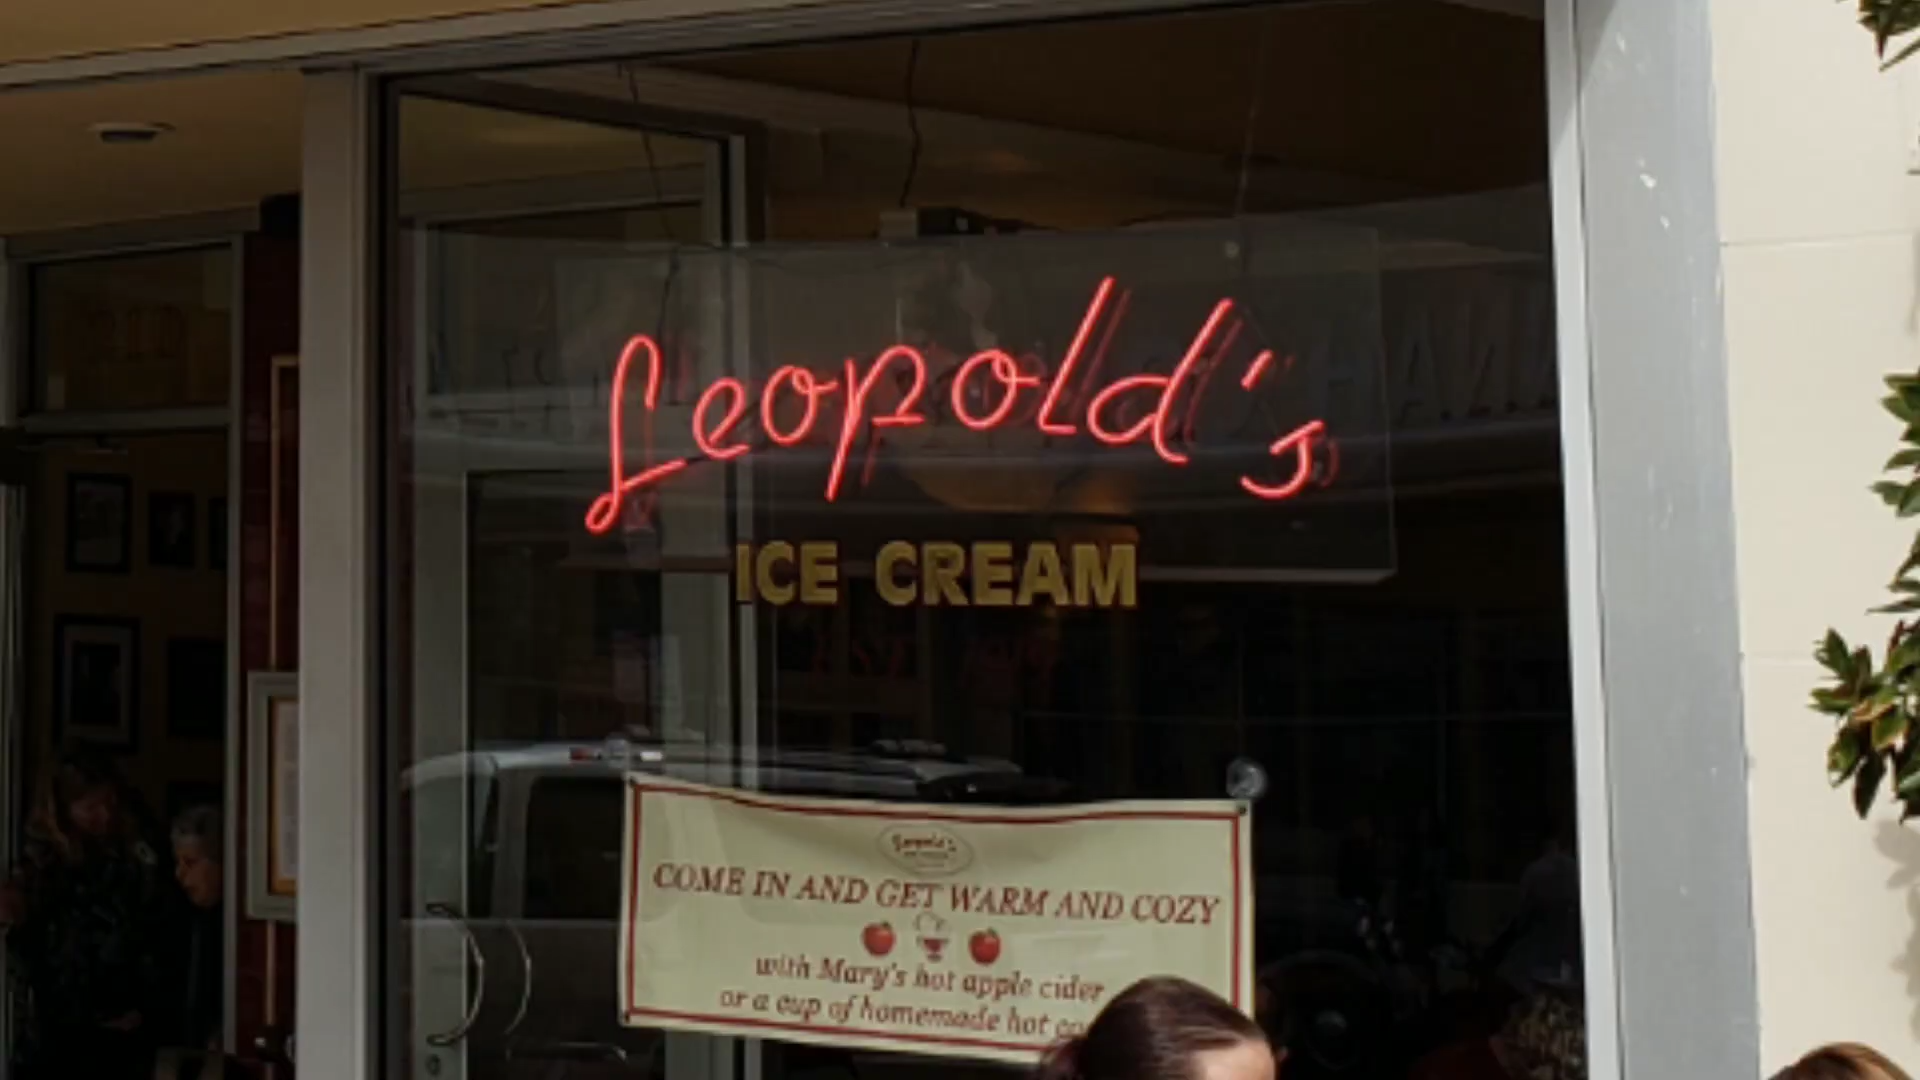 Leopold's
ICE CREAM
Leopold's
COME IN AND GET WARM AND COZY
with Mary's hot apple cider
or a cup of homemade hot